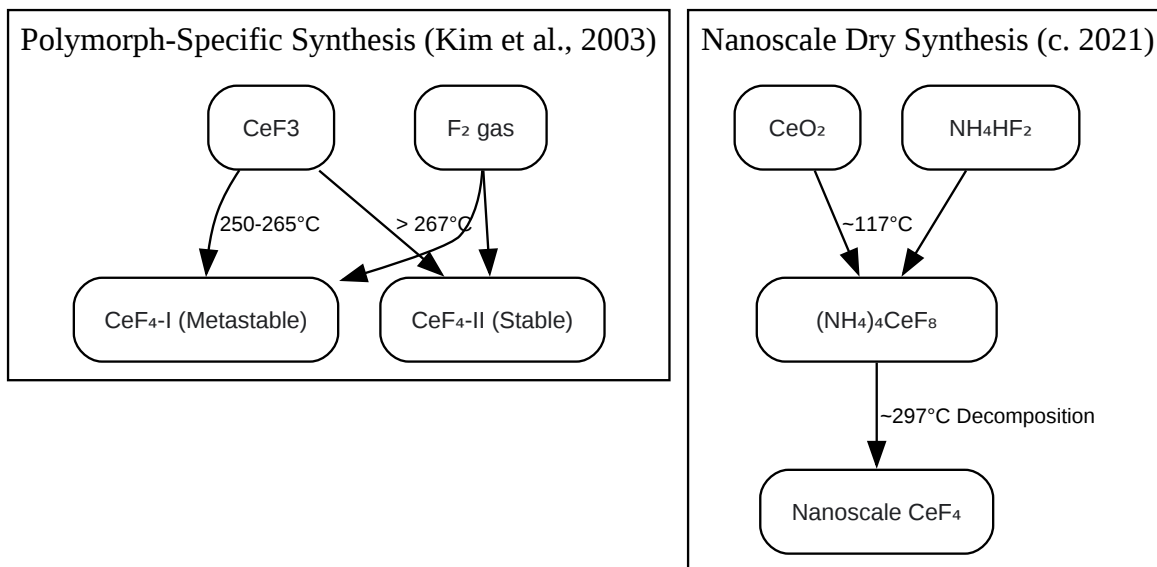 Polymorph-Specific Synthesis (Kim et al., 2003)
CeF3
F₂ gas
250-265°C
> 267°C
CeF₄-I (Metastable)
CeF₄-II (Stable)
Nanoscale Dry Synthesis (c. 2021)
CeO₂
NH₄HF₂
~117°C
(NH₄)₄CeF₈
~297°C Decomposition
Nanoscale CeF₄